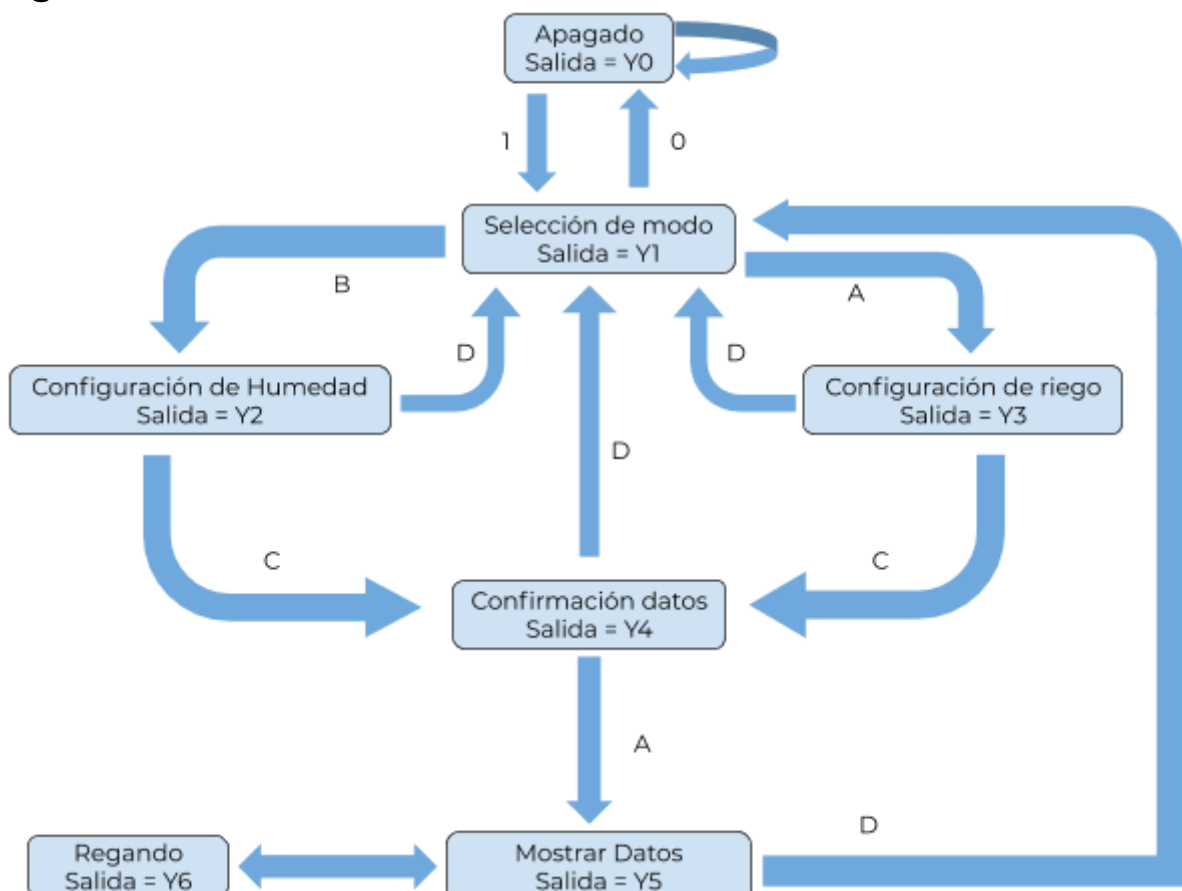 Apagado
Salida = Y0
1
0
Selección de modo
Salida = Y1
B
A
D
D
Configuración de Humedad
Salida = Y2
Configuración de riego
Salida = Y3
D
C
C
Confirmación datos
Salida = Y4
A
D
Mostrar Datos
Salida = Y5
Regando
Salida = Y6